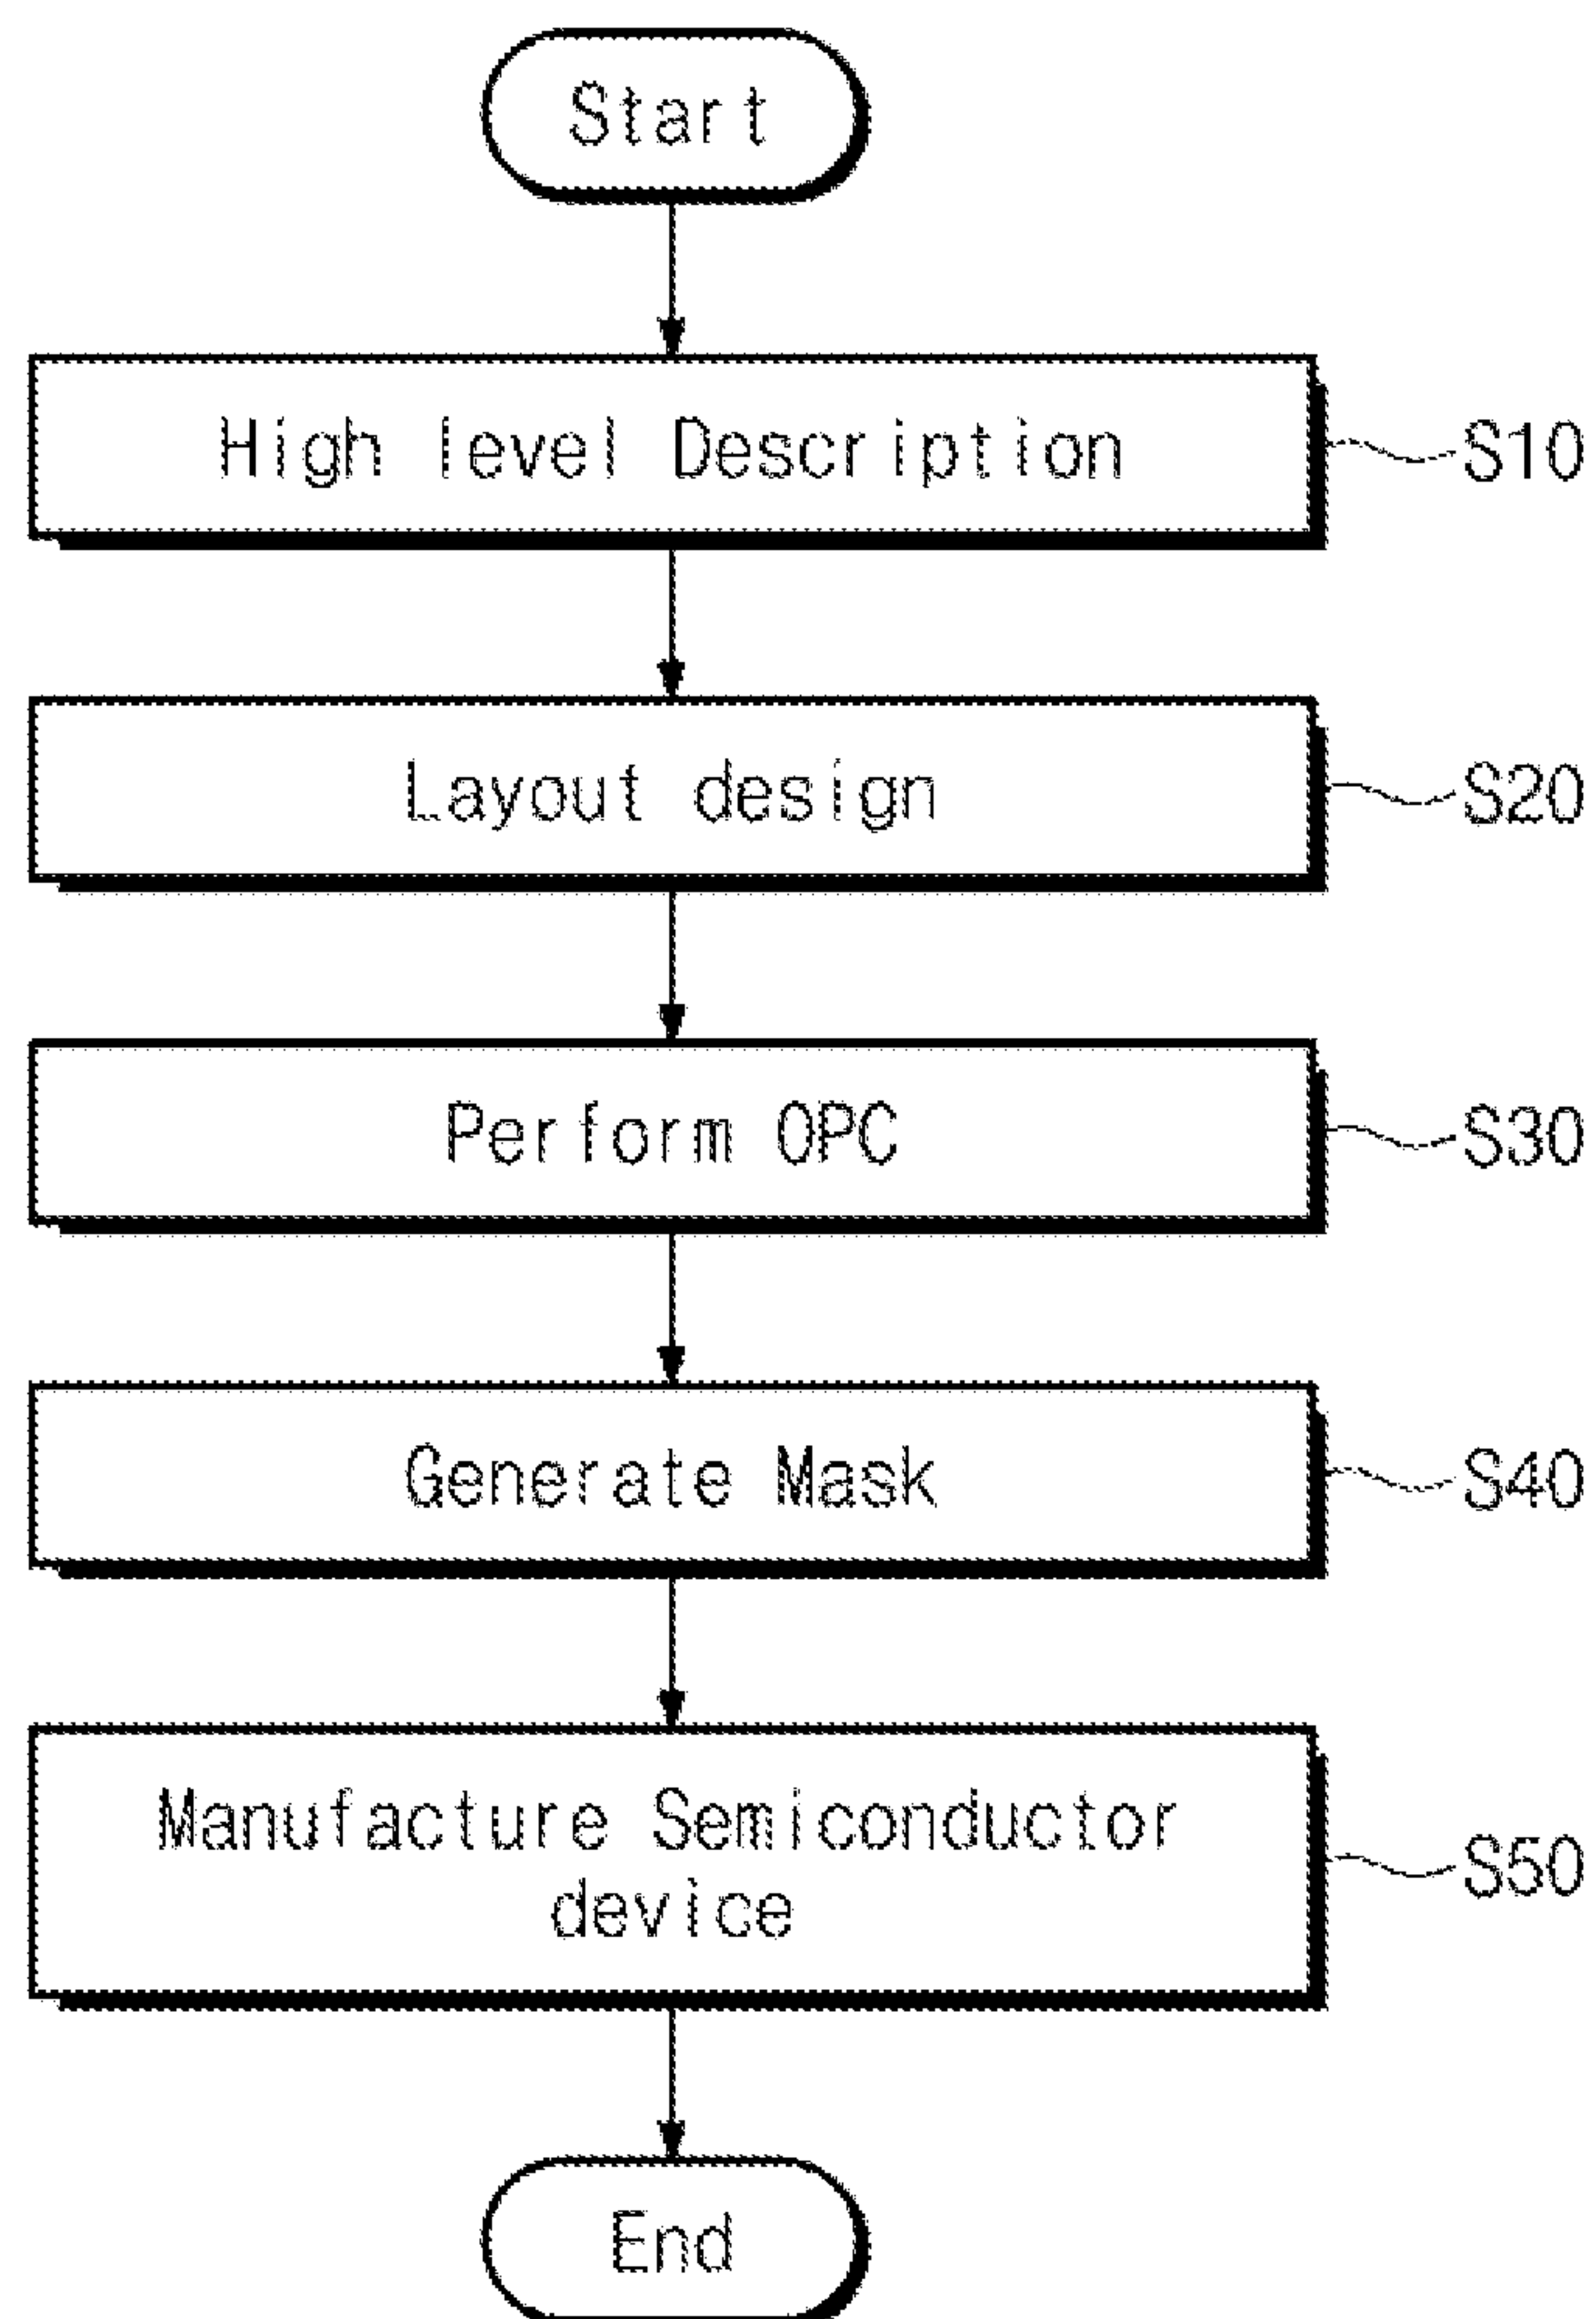 Start
High level Description
S10
Layout design
S20
Perform OPC
S30
Generate Mask
S40
Manufacture Semiconductor
device
S50
End